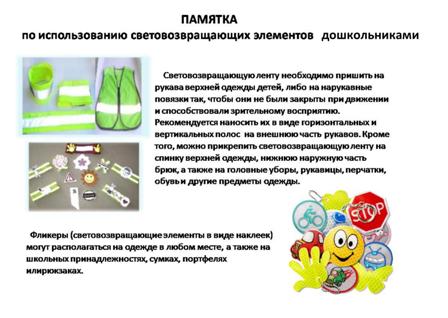 ПАМЯТКА
по использованию световозвращающих элементов дошкольниками
Световозвращающую ленту необходимо пришить на
рукава верхней одежды детей, либо на нарукавные
повязки так, чтобы они не были закрыты при движении
и способствовали зрительному восприятию.
Рекомендуется наносить их в виде горизонтальных и
вертикальных полос на внешнюю часть рукавов. Кроме
того, можно прикрепить световозвращающую ленту на
спинку верхней одежды, нижнюю наружную часть
брюк, а также на головные уборы, рукавицы, перчатки,
обувь и другие предметы одежды.
STOP
Фликеры (световозвращающие элементы в виде наклеек)
могут располагаться на одежде в любом месте, а также на
школьных принадлежностях, сумках, портфелях
илирюкзаках.